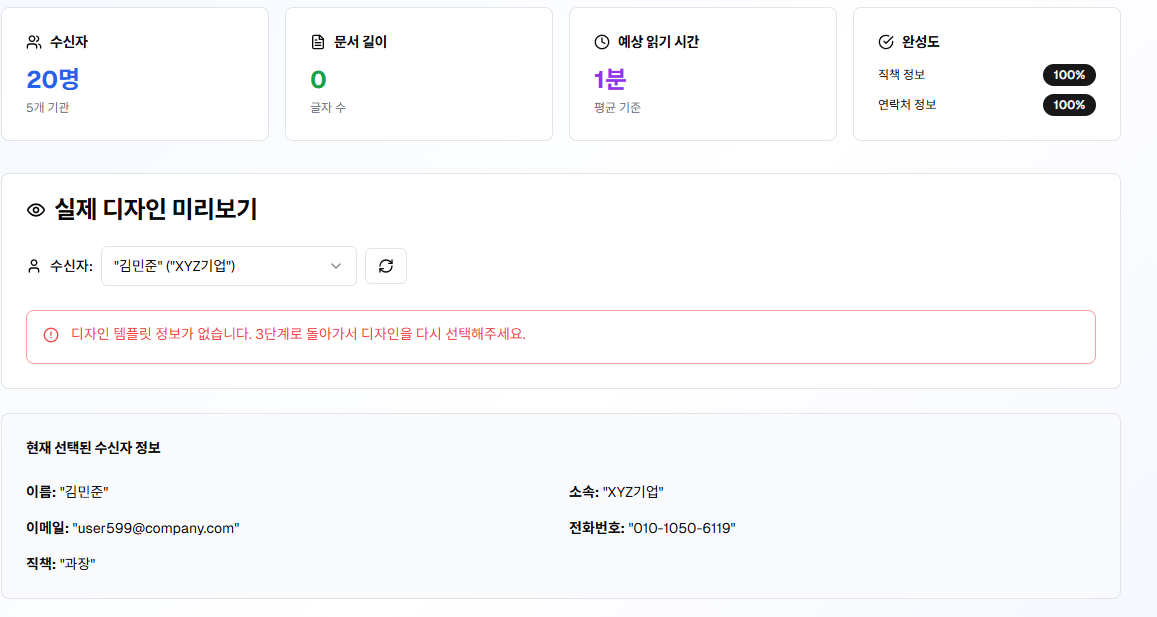 수신자
20명
5개 기관
문서 길이
0
글자 수
예상 읽기 시간
1분
평균 기준
완성도
직책 정보 100%
연락처 정보 100%
실제 디자인 미리보기
수신자: "김민준" ("XYZ기업")
디자인 템플릿 정보가 없습니다. 3단계로 돌아가서 디자인을 다시 선택해주세요.
현재 선택된 수신자 정보
이름: "김민준" 소속: "XYZ기업"
이메일: "user599@company.com" 전화번호: "010-1050-6119"
직책: "과장"